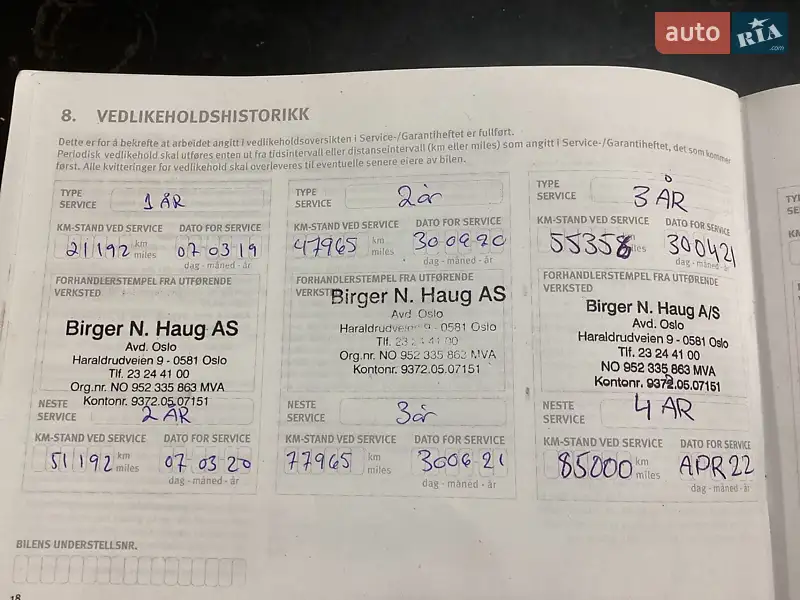 auto RIA .com
8. VEDLIKEHOLDSHISTORIKK
Dette er for å bekrefte at arbeidet angitt i vedlikeholdsoversikten i Service-/Garantiheftet er fullført.
Periodisk vedlikehold skal utføres enten ut fra tidsintervall eller distanseintervall (km eller miles) som angitt i Service-/Garantiheftet, det som kommer
først. Alle kvitteringer for vedlikehold skal overleveres til eventuelle senere eiere av bilen.
TYPE SERVICE 1 ÅR
KM-STAND VED SERVICE DATO FOR SERVICE
21192 km miles 07 03 19
dag - måned - år
FORHANDLERSTEMPEL FRA UTFØRENDE
VERKSTED
Birger N. Haug AS
Avd. Oslo
Haraldrudveien 9 - 0581 Oslo
Tlf. 23 24 41 00
Org.nr. NO 952 335 863 MVA
Kontonr. 9372.05.07151
NESTE SERVICE 2 ÅR
KM-STAND VED SERVICE DATO FOR SERVICE
51192 km miles 07 03 20
dag - måned - år
TYPE SERVICE 2år
KM-STAND VED SERVICE DATO FOR SERVICE
47965 km miles
dag - måned - år
FORHANDLERSTEMPEL FRA UTFØRENDE
VERKSTED
Birger N. Haug AS
Avd. Oslo
Haraldrudveien 9 - 0581 Oslo
Tlf. 23 24 41 00
Org.nr. NO 952 335 863 MVA
Kontonr. 9372.05.07151
NESTE SERVICE 3år
KM-STAND VED SERVICE DATO FOR SERVICE
77965 km miles 300621
dag - måned - år
TYPE SERVICE 3 ÅR
KM-STAND VED SERVICE DATO FOR SERVICE
55358 miles 300421
dag - måned - år
FORHANDLERSTEMPEL FRA UTFØRENDE
VERKSTED
Birger N. Haug A/S
Avd. Oslo
Haraldrudveien 9 - 0581 Oslo
Tlf. 23 24 41 00
NO 952 335 863 MVA
Kontonr. 9372.05.07151
NESTE SERVICE 4 ÅR
KM-STAND VED SERVICE DATO FOR SERVICE
85000 km miles APR 22
dag - måned - år
BILENS UNDERSTELLSNR.
18